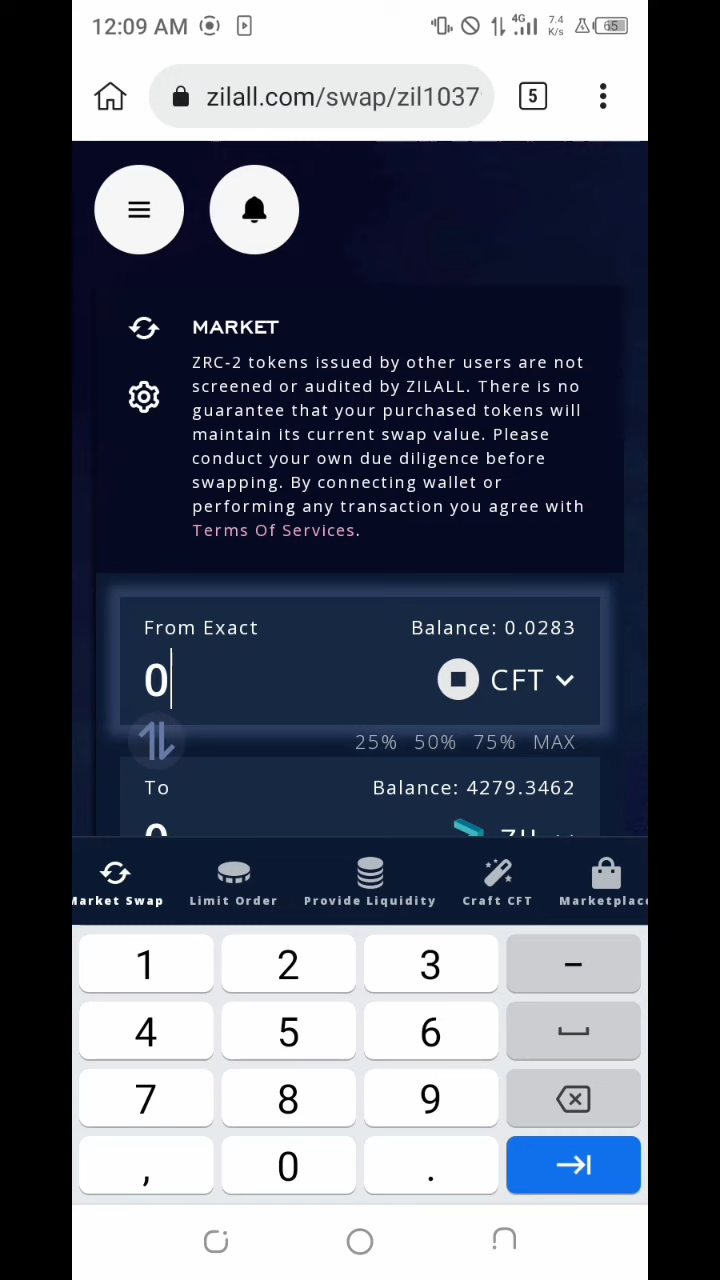 12:09 AM 4G 7.4 K/s 65
zilall.com/swap/zil1037 5
MARKET
ZRC-2 tokens issued by other users are not
screened or audited by ZILALL. There is no
guarantee that your purchased tokens will
maintain its current swap value. Please
conduct your own due diligence before
swapping. By connecting wallet or
performing any transaction you agree with
Terms Of Services.
From Exact Balance: 0.0283
0 CFT
25% 50% 75% MAX
To Balance: 4279.3462
0 ZIL
Market Swap Limit Order Provide Liquidity Craft CFT Marketplace
1 2 3 –
4 5 6
7 8 9
, 0 .